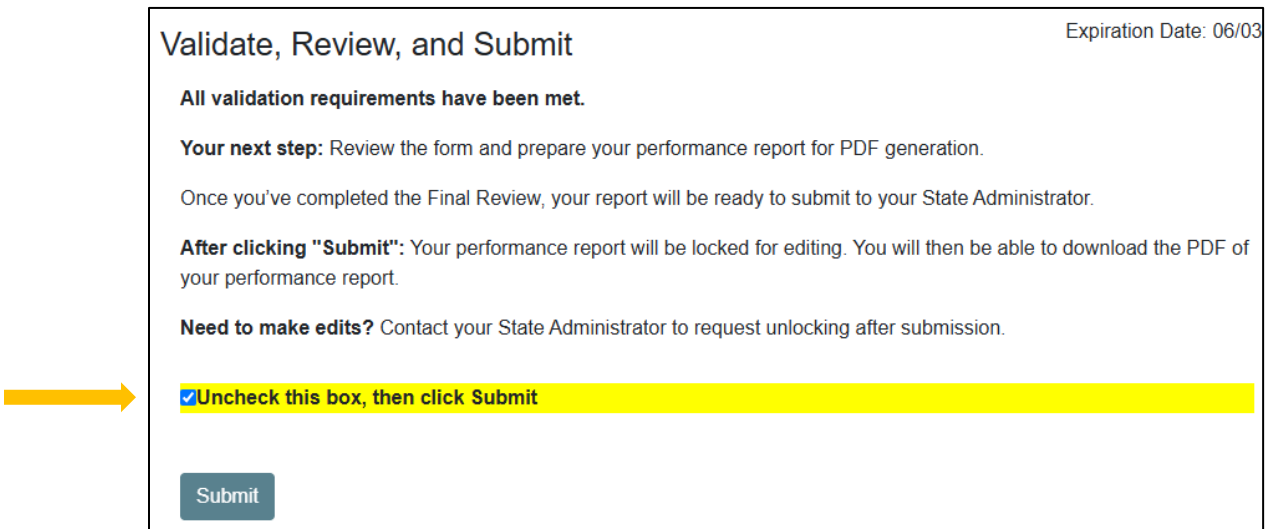 Expiration Date: 06/03
Validate, Review, and Submit
All validation requirements have been met.
Your next step: Review the form and prepare your performance report for PDF generation.
Once you’ve completed the Final Review, your report will be ready to submit to your State Administrator.
After clicking "Submit": Your performance report will be locked for editing. You will then be able to download the PDF of
your performance report.
Need to make edits? Contact your State Administrator to request unlocking after submission.
Uncheck this box, then click Submit
Submit